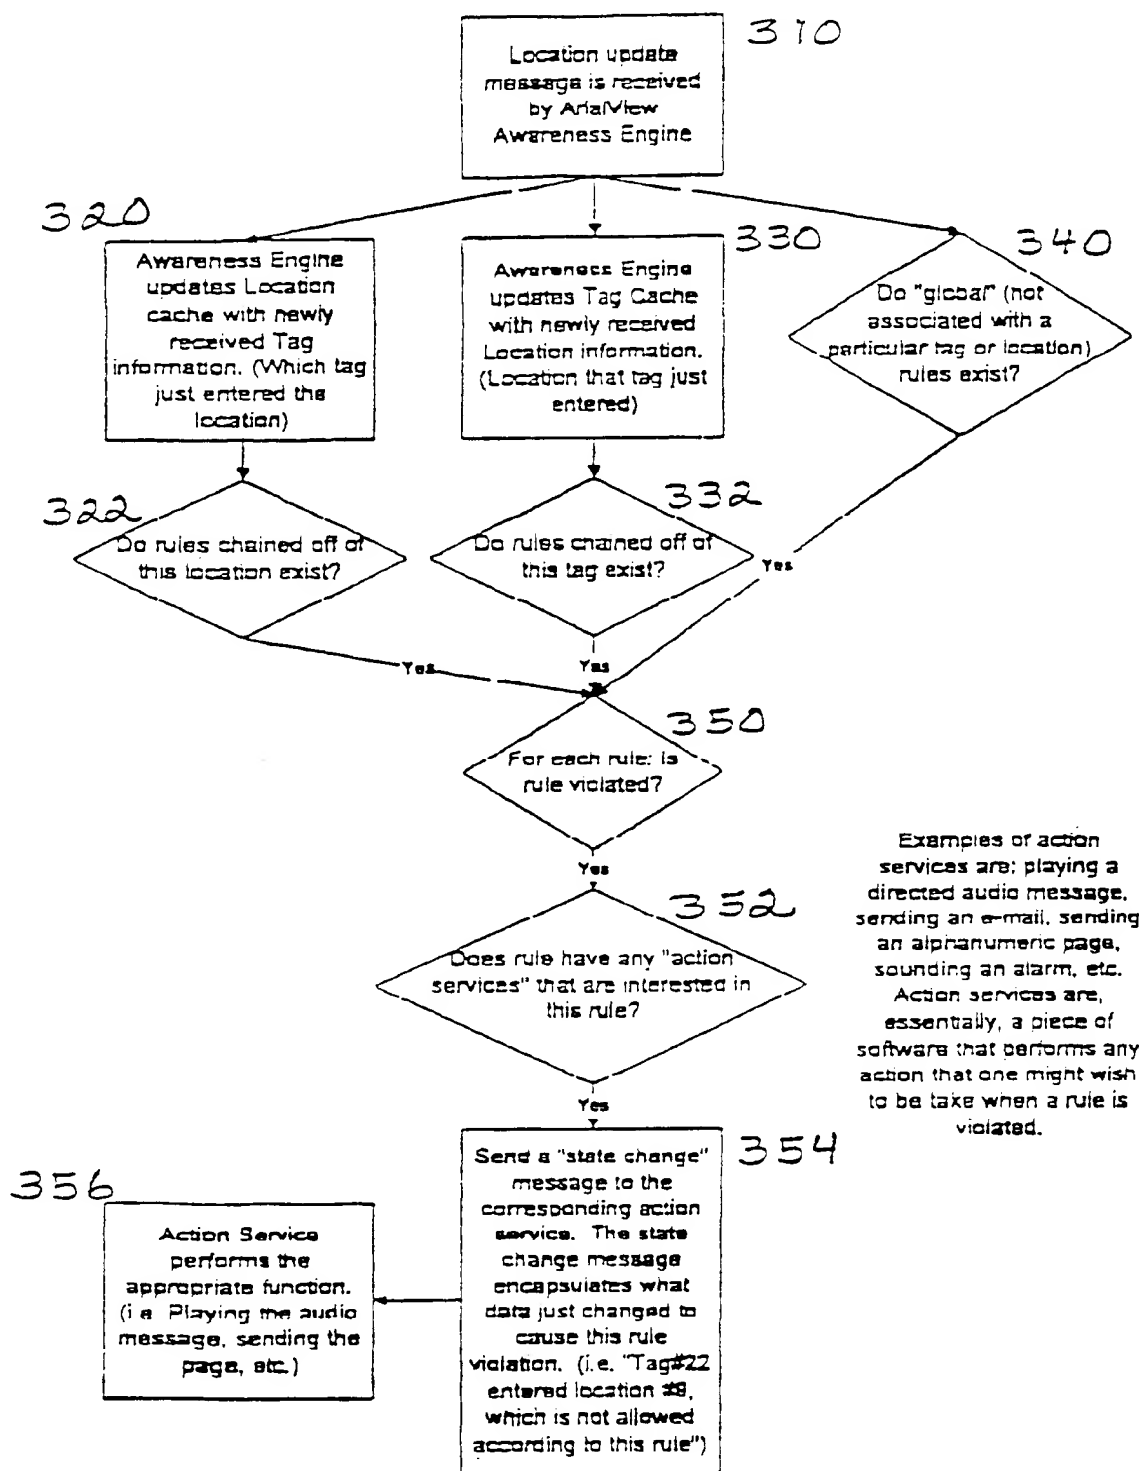 310
Location update
message is received
by ArialView
Awareness Engine
320
Awareness Engine
updates Location
cache with newly
received Tag
information. (Which tag
just entered the
location)
330
Awareness Engine
updates Tag Cache
with newly received
Location information.
(Location that tag just
entered)
340
Do "global" (not
associated with a
particular tag or location)
rules exist?
322
Do rules chained off of
this location exist?
332
Do rules chained off of
this tag exist?
Yes
Yes
Yes
350
For each rule: Is
rule violated?
Yes
352
Does rule have any "action
services" that are interested in
this rule?
Yes
Examples of action
services are: playing a
directed audio message,
sending an e-mail, sending
an alphanumeric page,
sounding an alarm, etc.
Action services are,
essentially, a piece of
software that performs any
action that one might wish
to be take when a rule is
violated.
354
Send a "state change"
message to the
corresponding action
service. The state
change message
encapsulates what
data just changed to
cause this rule
violation. (i.e. "Tag#22
entered location #9,
which is not allowed
according to this rule")
356
Action Service
performs the
appropriate function.
(i.e. Playing the audio
message, sending the
page, etc.)